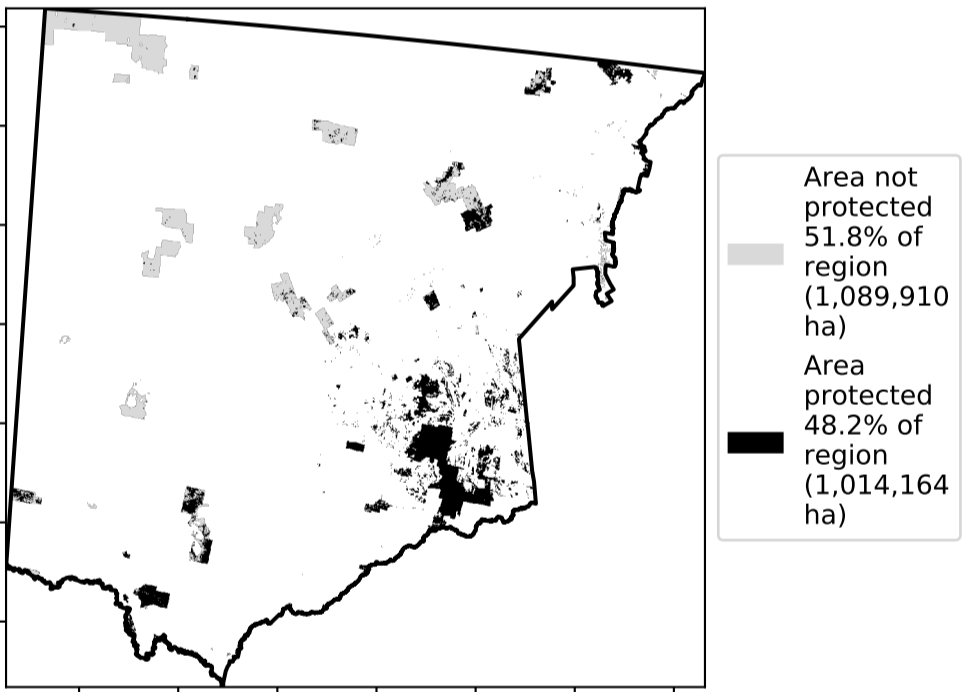 Area not
protected
51.8% of
region
(1,089,910
ha)
Area
protected
48.2% of
region
(1,014,164
ha)